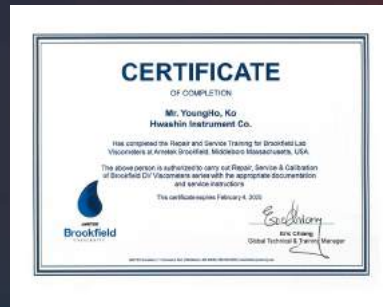 CERTIFICATE
OF COMPLETION
Mr. YoungHo, Ko
Hwashin Instrument Co.
Has completed the Repair and Service Training for Brookfield Lab
Viscometers at Ametek Brookfield, Middleboro Massachusetts, USA
The above person is authorized to carry out Repair, Service & Calibration
of Brookfield DV Viscometers series with the appropriate documentation
and service instructions
This certificate expires February 4,
AMETEK
Brookfield
Eric Chiang
Global Technical & Training Manager